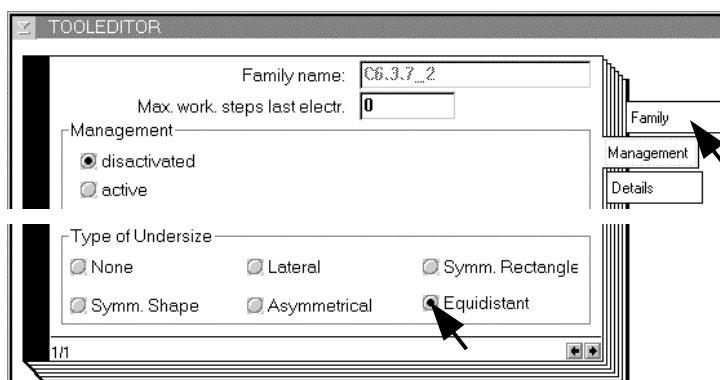 TOOLEDITOR
Family name: C6.3.7_2
Max. work. steps last electr. 0
Management
disactivated
active
Family
Management
Details
Type of Undersize
None Lateral Symm. Rectangle
Symm. Shape Asymmetrical Equidistant
1/1